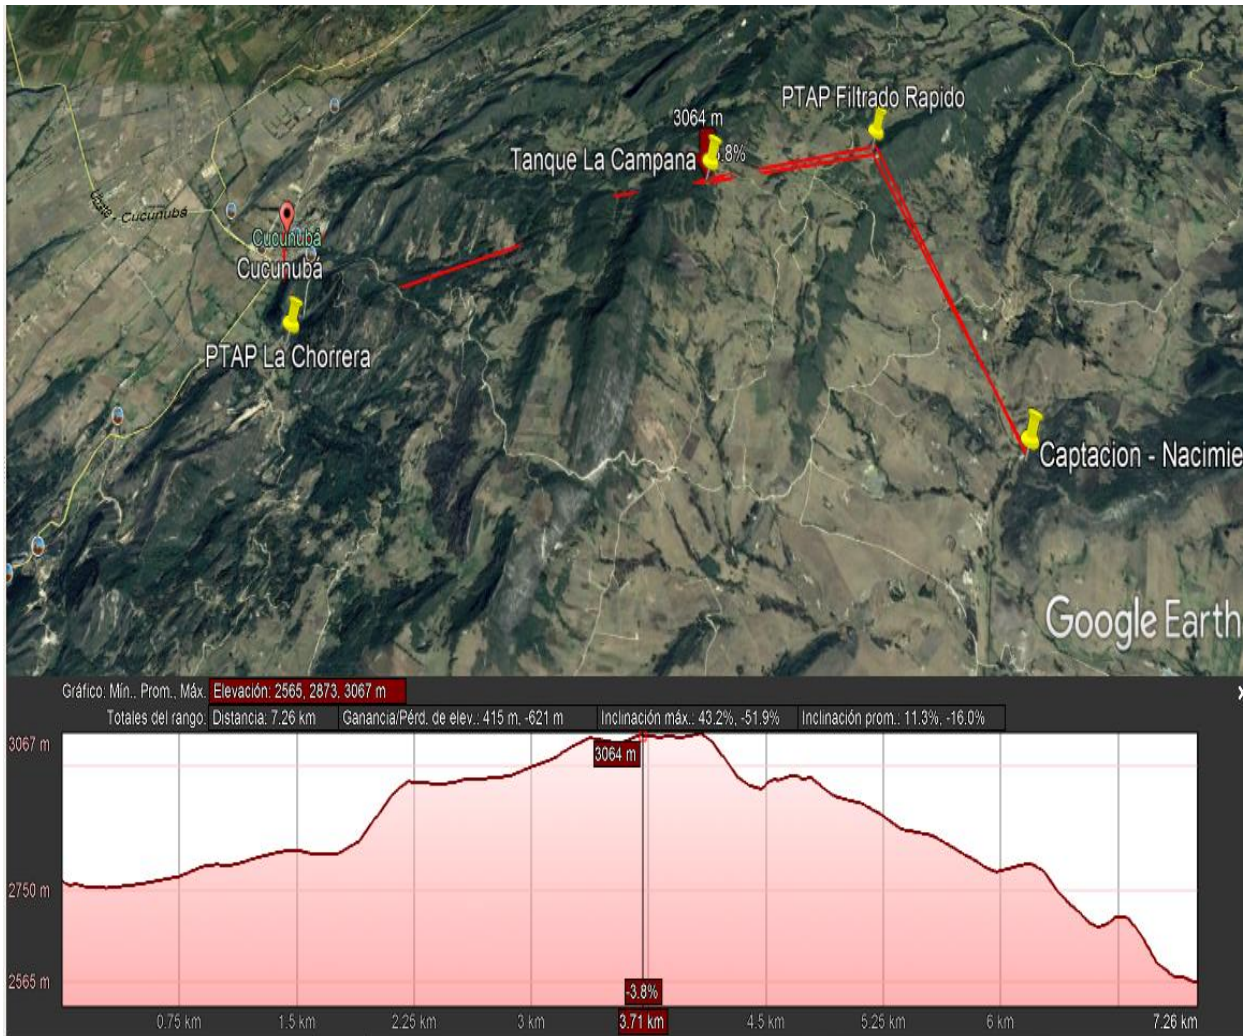 PTAP Filtrado Rapido
3064 m
Tanque La Campana
.8%
- Cucunubá
Cucunubá
Cucunubá
PTAP La Chorrera
Captacion - Nacimie
Google Earth
Gráfico: Mín., Prom., Máx. Elevación: 2565, 2873, 3067 m
Totales del rango: Distancia: 7.26 km Ganancia/Pérd. de elev.: 415 m, -621 m Inclinación máx.: 43.2%, -51.9% Inclinación prom.: 11.3%, -16.0%
3067 m
3064 m
2750 m
2565 m
-3.8%
0.75 km 1.5 km 2.25 km 3 km 3.71 km 4.5 km 5.25 km 6 km 7.26 km